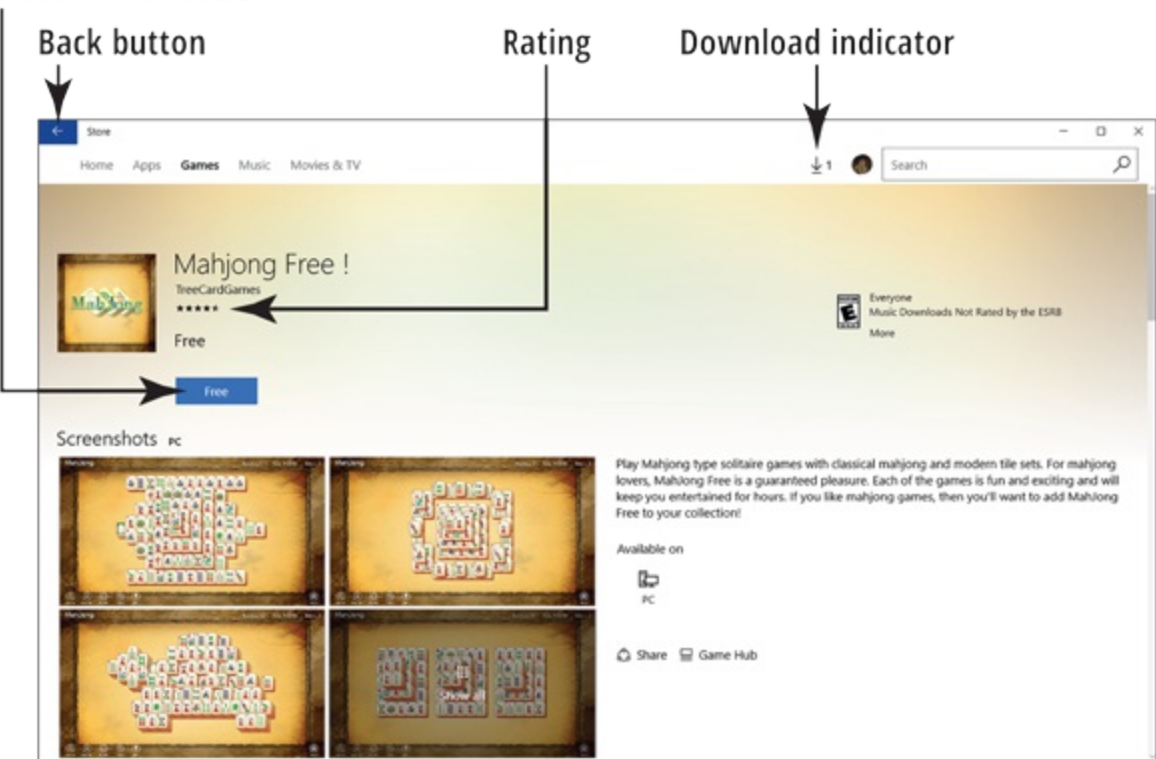 Back button
Rating
Download indicator
Store
Home Apps Games Music Movies & TV
1
Search
Mahjong Free !
TreeCardGames
MahJong
Free
Everyone
Music Downloads Not Rated by the ESRB
More
E
Free
Screenshots PC
Play Mahjong type solitaire games with classical mahjong and modern tile sets. For mahjong
lovers, MahJong Free is a guaranteed pleasure. Each of the games is fun and exciting and will
keep you entertained for hours. If you like mahjong games, then you'll want to add MahJong
Free to your collection!
Available on
PC
Share Game Hub
Show all